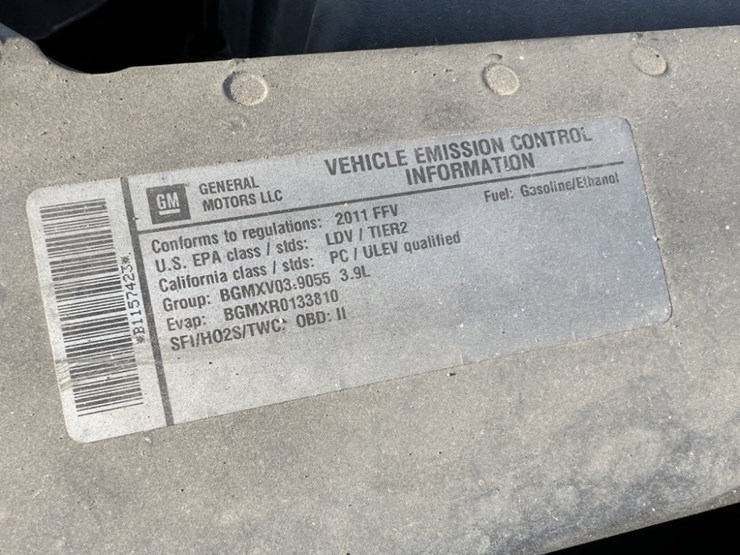 VEHICLE EMISSION CONTROL
INFORMATION
GM
GENERAL
MOTORS LLC
Fuel: Gasoline/Ethanol
Conforms to regulations: 2011 FFV
U.S. EPA class / stds: LDV / TIER2
California class / stds: PC / ULEV qualified
Group: BGMXV03.9055 3.9L
Evap: BGMXR0133810
SFI/HO2S/TWC; OBD: II
*B1157423*